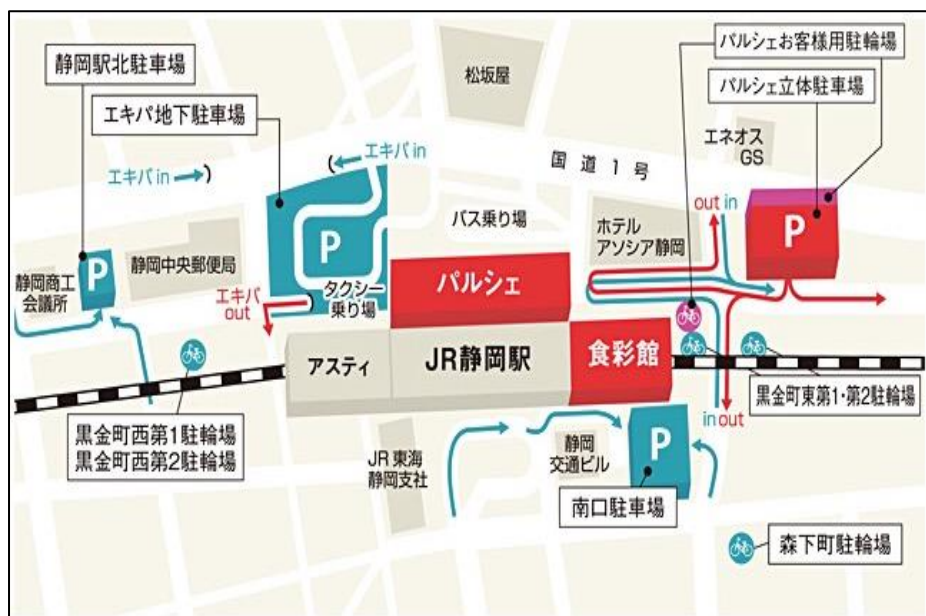 静岡駅北駐車場
エキパ地下駐車場
松坂屋
パルシェお客様用駐輪場
パルシェ立体駐車場
エネオス
GS
エキパ in
エキパ in
国道1号
バス乗り場
ホテル
アソシア静岡
out in
P
P
P
静岡商工
会議所
静岡中央郵便局
エキパ
out
タクシー
乗り場
パルシェ
アスティ
JR静岡駅
食彩館
黒金町西第1駐輪場
黒金町西第2駐輪場
黒金町東第1・第2駐輪場
in out
JR東海
静岡支社
静岡
交通ビル
P
南口駐車場
森下町駐輪場